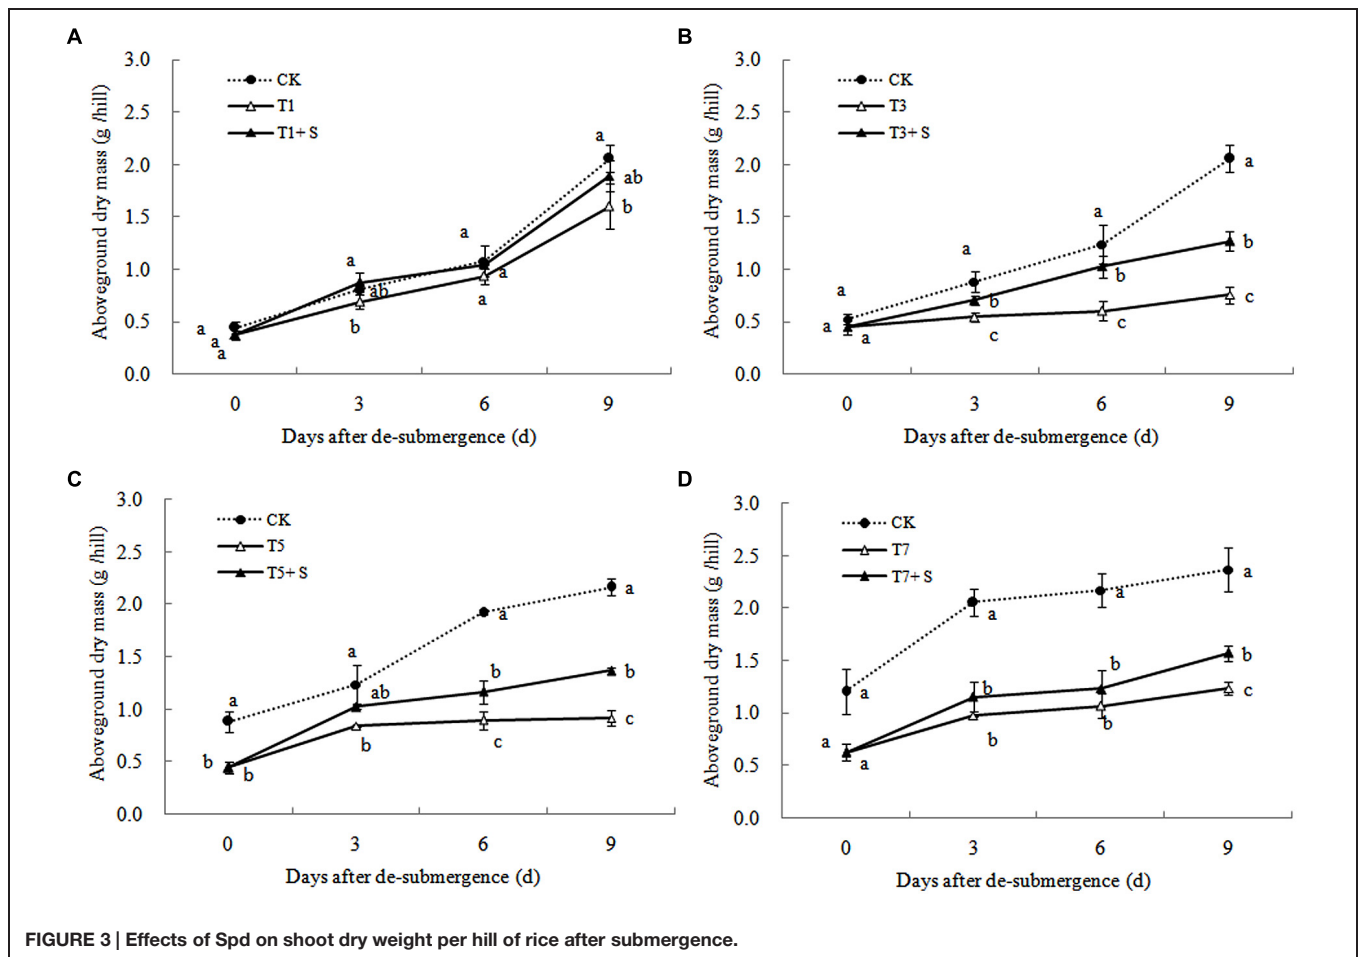 A
3.0
2.5
2.0
1.5
1.0
0.5
0.0
Aboveground dry mass (g /hill)
CK
T1
T1+ S
a
a
a
a
ab
b
a
a
a
a
ab
b
0 3 6 9
Days after de-submergence (d)
B
3.0
2.5
2.0
1.5
1.0
0.5
0.0
Aboveground dry mass (g /hill)
CK
T3
T3+ S
a
a
a
a
b
c
a
b
c
a
b
c
0 3 6 9
Days after de-submergence (d)
C
3.0
2.5
2.0
1.5
1.0
0.5
0.0
Aboveground dry mass (g /hill)
CK
T5
T5+ S
a
b
b
a
ab
b
a
b
c
a
b
c
0 3 6 9
Days after de-submergence (d)
D
3.0
2.5
2.0
1.5
1.0
0.5
0.0
Aboveground dry mass (g /hill)
CK
T7
T7+ S
a
a
a
a
b
b
a
b
b
a
b
c
0 3 6 9
Days after de-submergence (d)
FIGURE 3 | Effects of Spd on shoot dry weight per hill of rice after submergence.